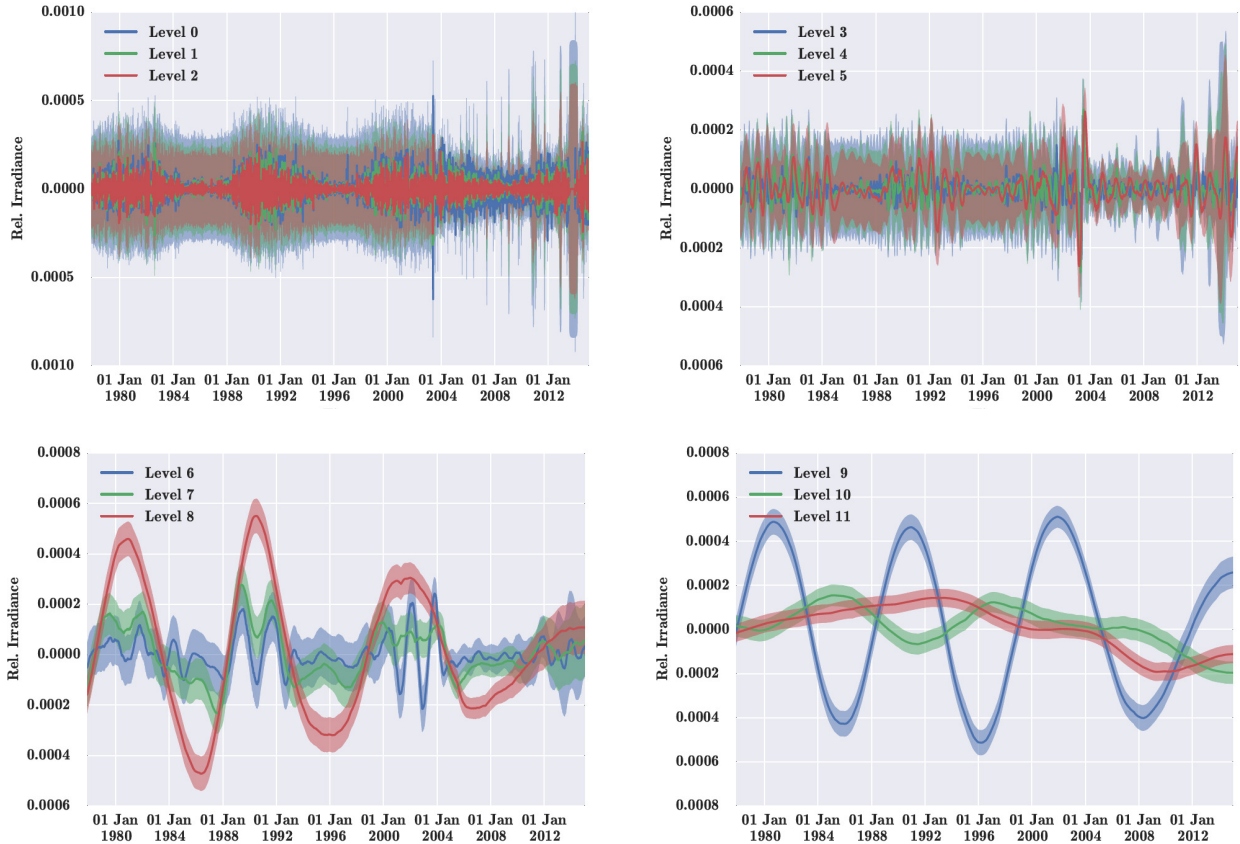 0.0010
0.0005
0.0000
0.0005
0.0010
Rel. Irradiance
Level 0
Level 1
Level 2
01 Jan 01 Jan 01 Jan 01 Jan 01 Jan 01 Jan 01 Jan 01 Jan 01 Jan
1980 1984 1988 1992 1996 2000 2004 2008 2012
0.0006
0.0004
0.0002
0.0000
0.0002
0.0004
0.0006
Rel. Irradiance
Level 3
Level 4
Level 5
01 Jan 01 Jan 01 Jan 01 Jan 01 Jan 01 Jan 01 Jan 01 Jan 01 Jan
1980 1984 1988 1992 1996 2000 2004 2008 2012
0.0008
0.0006
0.0004
0.0002
0.0000
0.0002
0.0004
0.0006
Rel. Irradiance
Level 6
Level 7
Level 8
01 Jan 01 Jan 01 Jan 01 Jan 01 Jan 01 Jan 01 Jan 01 Jan 01 Jan
1980 1984 1988 1992 1996 2000 2004 2008 2012
0.0008
0.0006
0.0004
0.0002
0.0000
0.0002
0.0004
0.0006
0.0008
Rel. Irradiance
Level 9
Level 10
Level 11
01 Jan 01 Jan 01 Jan 01 Jan 01 Jan 01 Jan 01 Jan 01 Jan 01 Jan
1980 1984 1988 1992 1996 2000 2004 2008 2012